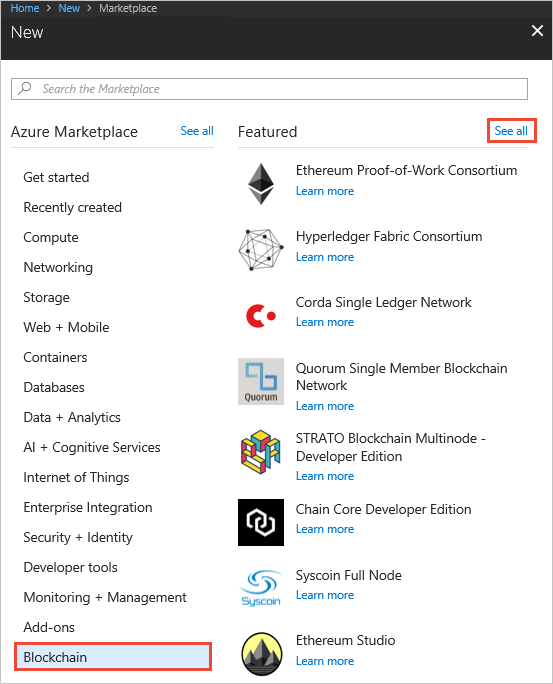 Home > New > Marketplace
New
Search the Marketplace
Azure Marketplace
See all
Get started
Recently created
Compute
Networking
Storage
Web + Mobile
Containers
Databases
Data + Analytics
AI + Cognitive Services
Internet of Things
Enterprise Integration
Security + Identity
Developer tools
Monitoring + Management
Add-ons
Blockchain
Featured
See all
Ethereum Proof-of-Work Consortium
Learn more
Hyperledger Fabric Consortium
Learn more
Corda Single Ledger Network
Learn more
Quorum
Quorum Single Member Blockchain
Network
Learn more
STRATO Blockchain Multinode -
Developer Edition
Learn more
Chain Core Developer Edition
Learn more
Syscoin
Syscoin Full Node
Learn more
Ethereum Studio
Learn more